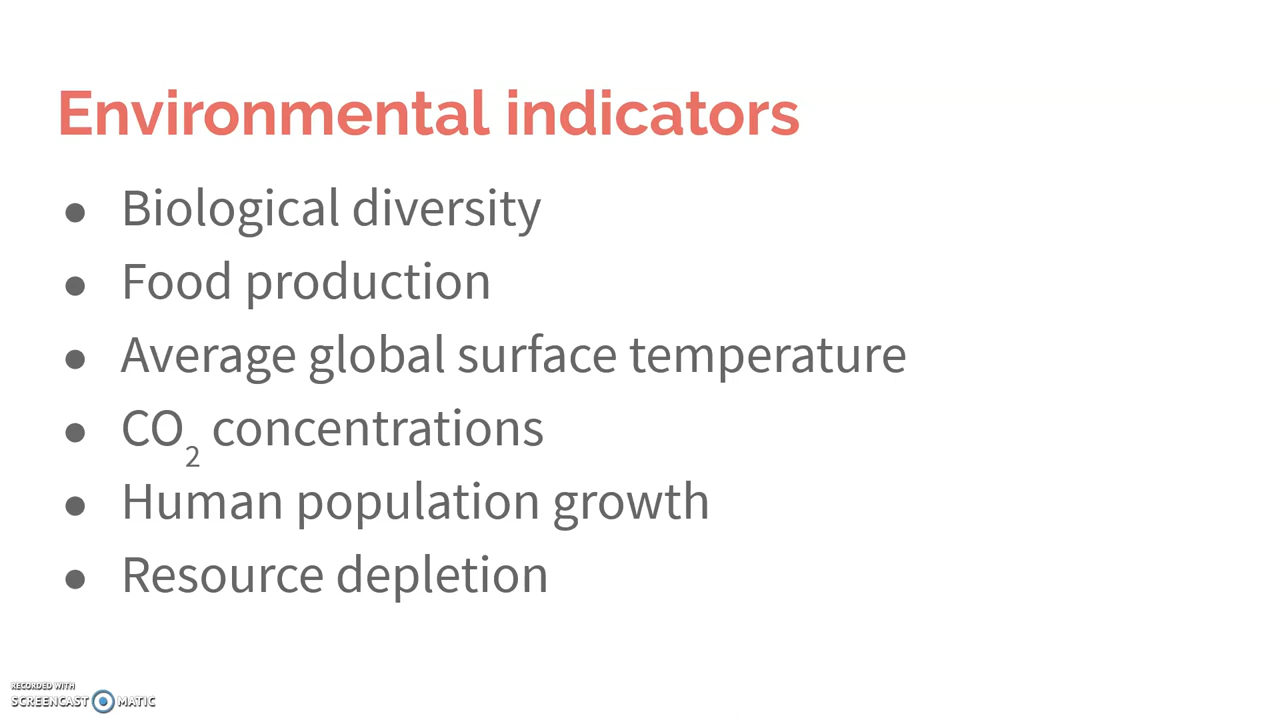 Environmental indicators
● Biological diversity
● Food production
● Average global surface temperature
● CO₂ concentrations
● Human population growth
● Resource depletion
RECORDED WITH
SCREENCAST MATIC